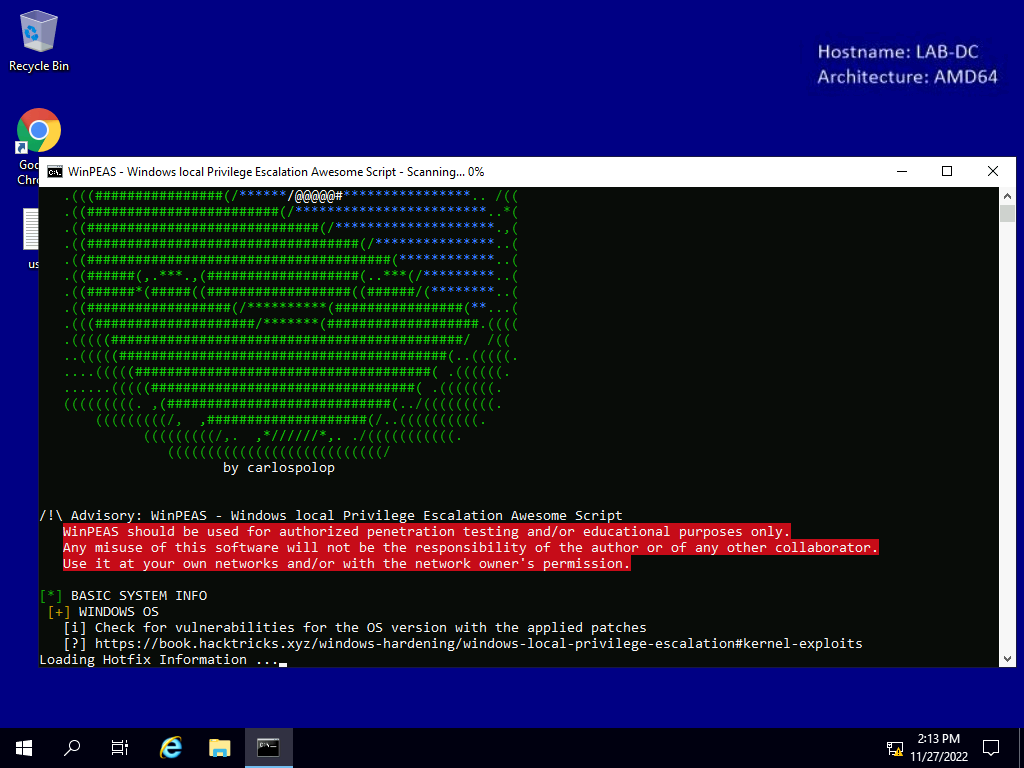 Recycle Bin
Hostname: LAB-DC
Architecture: AMD64
Goo
Chr
us
WinPEAS - Windows local Privilege Escalation Awesome Script - Scanning... 0%
.(((################(/******/@@@@@#****************.. /((
.((########################(/************************..*(
.((#############################(/********************.,(
.((##################################(/***************..(
.((######################################(************..(
.((######(,.***.,(###################(..***(/*********..(
.((######*(#####((##################((######/(********..(
.((##################(/**********(################(**...(
.(((####################/*******(###################.((((
.(((((############################################/  /((
..(((((#########################################(..(((((.
....(((((#####################################( .((((((.
......(((((#################################( .(((((((.
(((((((((. ,(############################(../(((((((((.
(((((((((/,  ,####################(/..((((((((((.
(((((((((/,.  ,*//////*,. ./(((((((((((.
(((((((((((((((((((((((((((/
by carlospolop
/!\ Advisory: WinPEAS - Windows local Privilege Escalation Awesome Script
WinPEAS should be used for authorized penetration testing and/or educational purposes only.
Any misuse of this software will not be the responsibility of the author or of any other collaborator.
Use it at your own networks and/or with the network owner's permission.
[*] BASIC SYSTEM INFO
[+] WINDOWS OS
[i] Check for vulnerabilities for the OS version with the applied patches
[?] https://book.hacktricks.xyz/windows-hardening/windows-local-privilege-escalation#kernel-exploits
Loading Hotfix Information ...
2:13 PM
11/27/2022